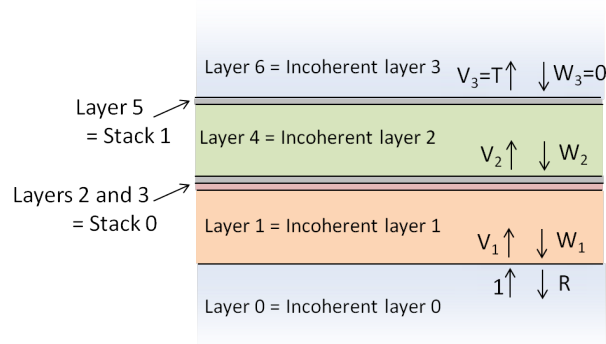 Layer 6 = Incoherent layer 3
V₃=T↑ ↓W₃=0
Layer 5
= Stack 1
Layer 4 = Incoherent layer 2
V₂↑ ↓ W₂
Layers 2 and 3
= Stack 0
Layer 1 = Incoherent layer 1
V₁↑ ↓ W₁
1↑ ↓ R
Layer 0 = Incoherent layer 0